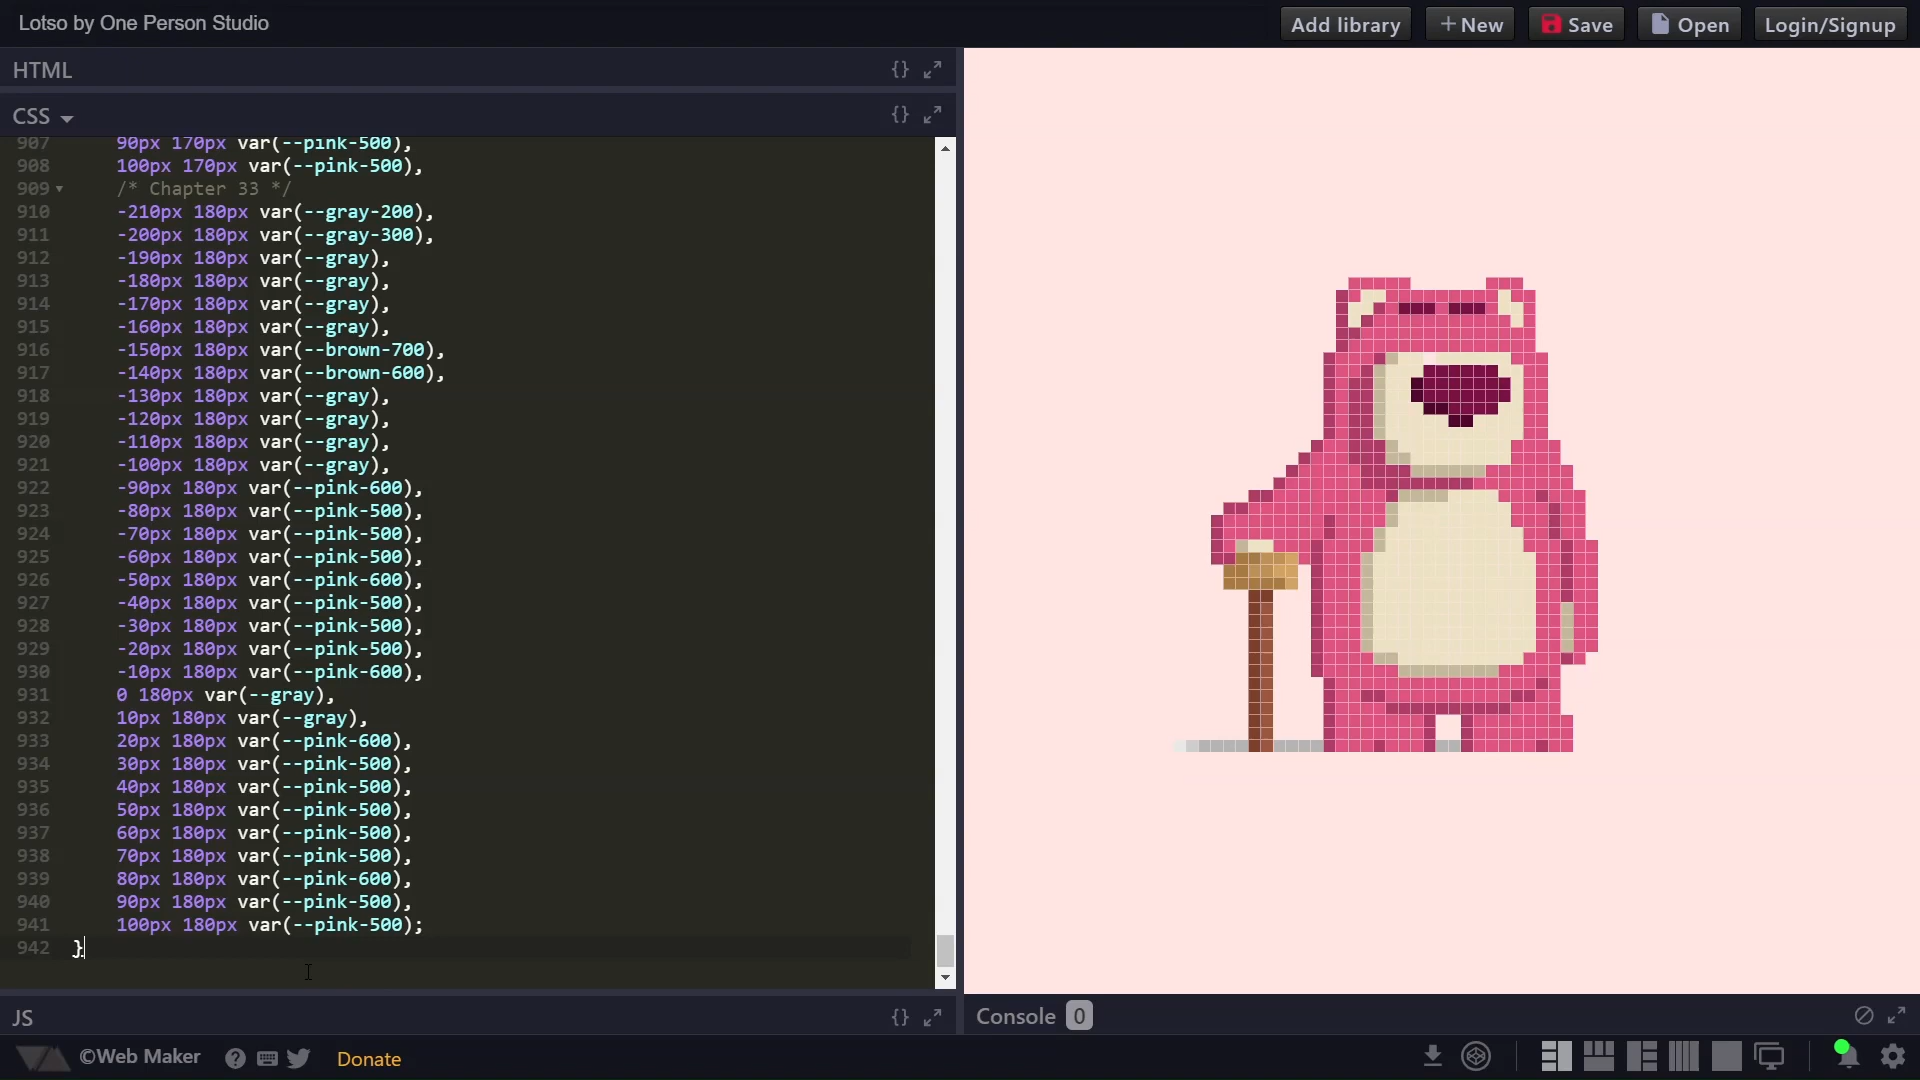 Lotso by One Person Studio
Add library
+ New
Save
Open
Login/Signup
HTML
{}
CSS
{}
907 90px 170px var(--pink-500),
908 100px 170px var(--pink-500),
909 /* Chapter 33 */
910 -210px 180px var(--gray-200),
911 -200px 180px var(--gray-300),
912 -190px 180px var(--gray),
913 -180px 180px var(--gray),
914 -170px 180px var(--gray),
915 -160px 180px var(--gray),
916 -150px 180px var(--brown-700),
917 -140px 180px var(--brown-600),
918 -130px 180px var(--gray),
919 -120px 180px var(--gray),
920 -110px 180px var(--gray),
921 -100px 180px var(--gray),
922 -90px 180px var(--pink-600),
923 -80px 180px var(--pink-500),
924 -70px 180px var(--pink-500),
925 -60px 180px var(--pink-500),
926 -50px 180px var(--pink-600),
927 -40px 180px var(--pink-500),
928 -30px 180px var(--pink-500),
929 -20px 180px var(--pink-500),
930 -10px 180px var(--pink-600),
931 0 180px var(--gray),
932 10px 180px var(--gray),
933 20px 180px var(--pink-600),
934 30px 180px var(--pink-500),
935 40px 180px var(--pink-500),
936 50px 180px var(--pink-500),
937 60px 180px var(--pink-500),
938 70px 180px var(--pink-500),
939 80px 180px var(--pink-600),
940 90px 180px var(--pink-500),
941 100px 180px var(--pink-500);
942 }
JS
{}
Console 0
©Web Maker
?
Donate